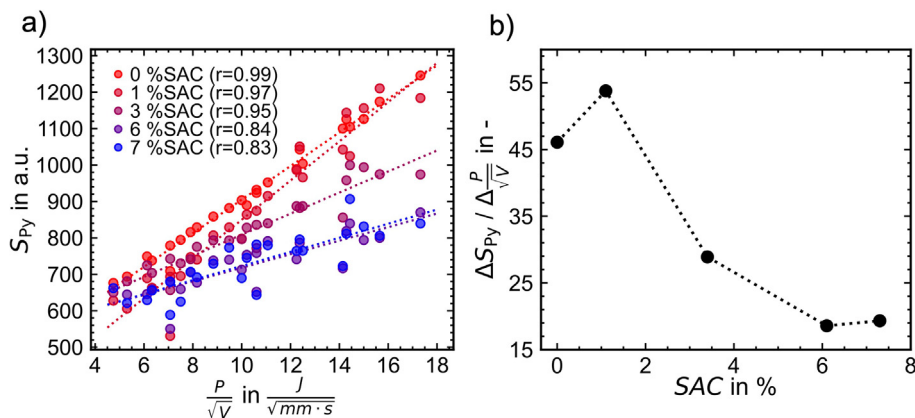 a)
1300
1200
1100
1000
900
800
700
600
500
S_Py in a.u.
0 %SAC (r=0.99)
1 %SAC (r=0.97)
3 %SAC (r=0.95)
6 %SAC (r=0.84)
7 %SAC (r=0.83)
4 6 8 10 12 14 16 18
P/√V in J/√mm · s
b)
55
45
35
25
15
ΔS_Py / Δ P/√V in -
0 2 4 6 8
SAC in %